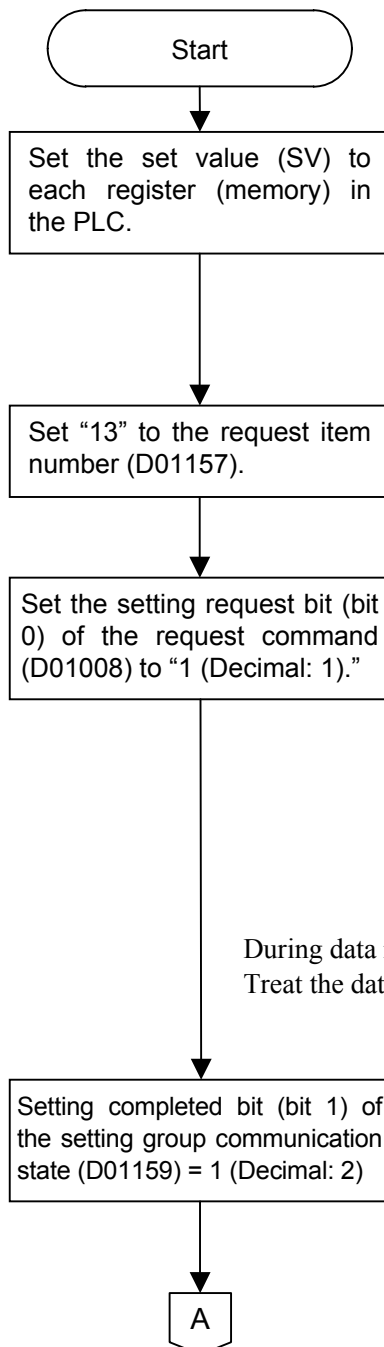 Start
Set the set value (SV) to
each register (memory) in
the PLC.
Set “13” to the request item
number (D01157).
Set the setting request bit (bit
0) of the request command
(D01008) to “1 (Decimal: 1).”
During data
Treat the dat
Setting completed bit (bit 1) of
the setting group communication
state (D01159) = 1 (Decimal: 2)
A